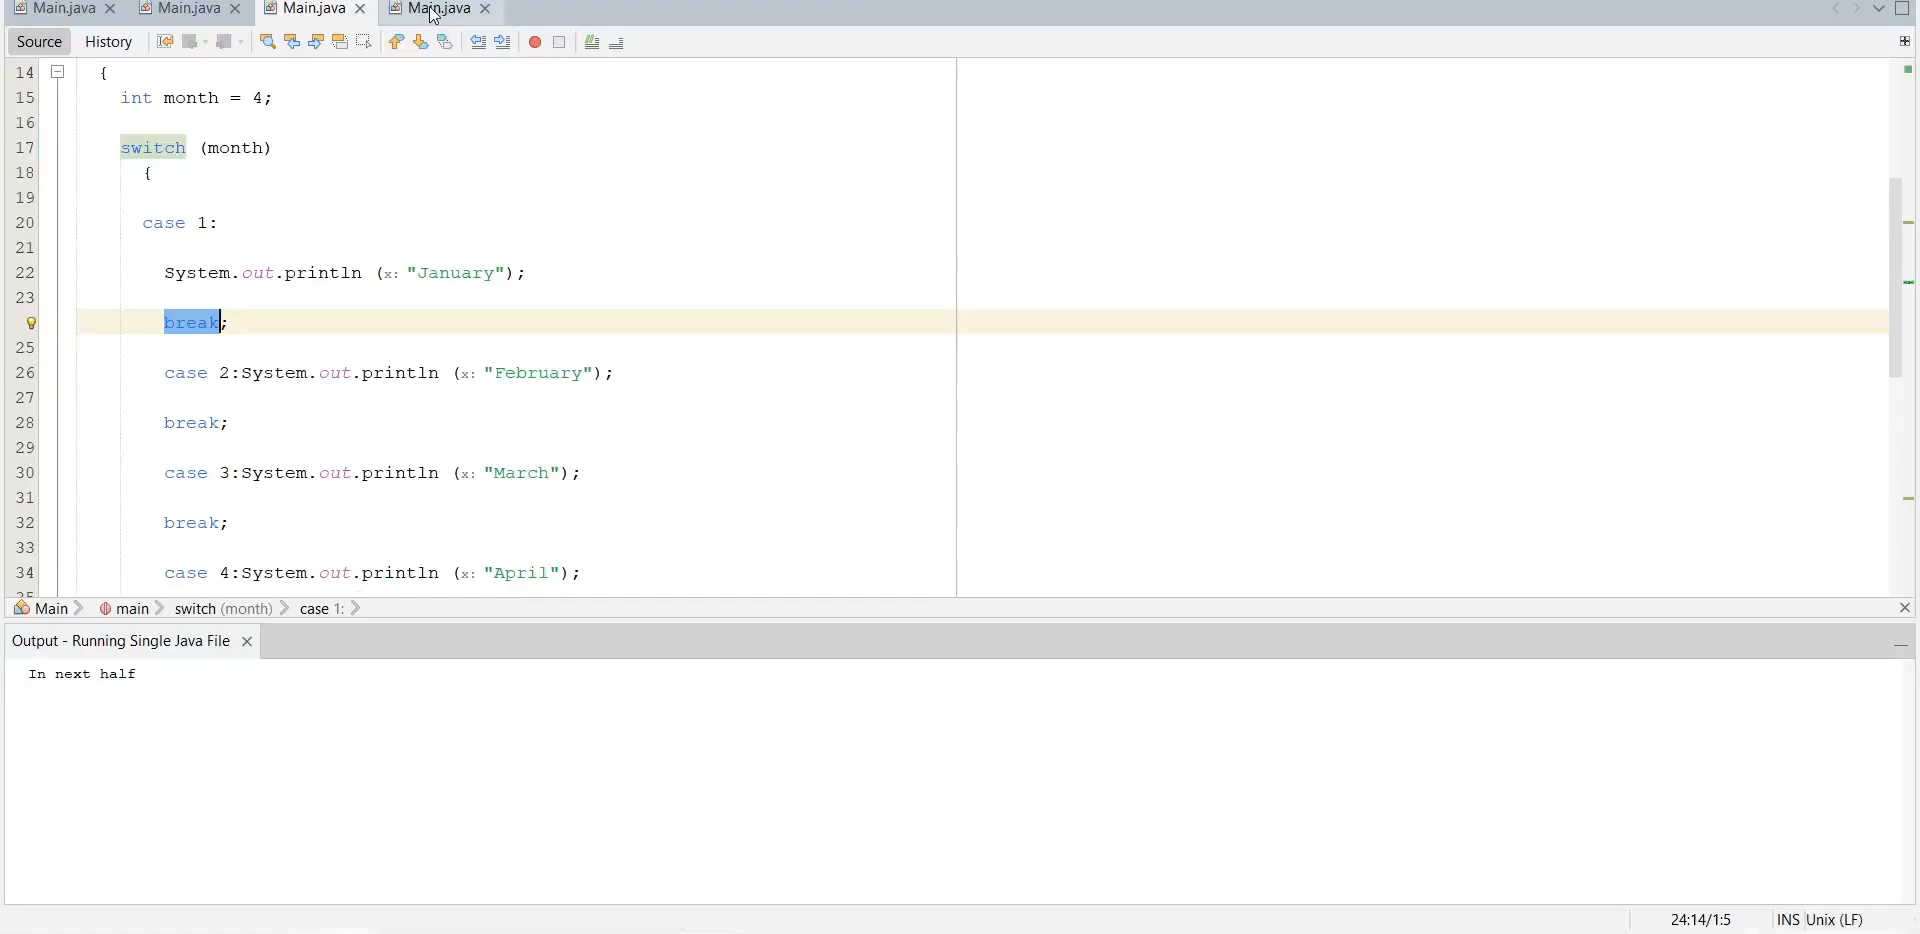 Main.java Main.java Main.java Main.java
Source History
14 {
15 int month = 4;
16
17 switch (month)
18 {
19
20 case 1:
21
22 System.out.println (x: "January");
23
break;
25
26 case 2:System.out.println (x: "February");
27
28 break;
29
30 case 3:System.out.println (x: "March");
31
32 break;
33
34 case 4:System.out.println (x: "April");
35
Main main switch (month) case 1:
Output - Running Single Java File
In next half
24:14/1:5 INS Unix (LF)